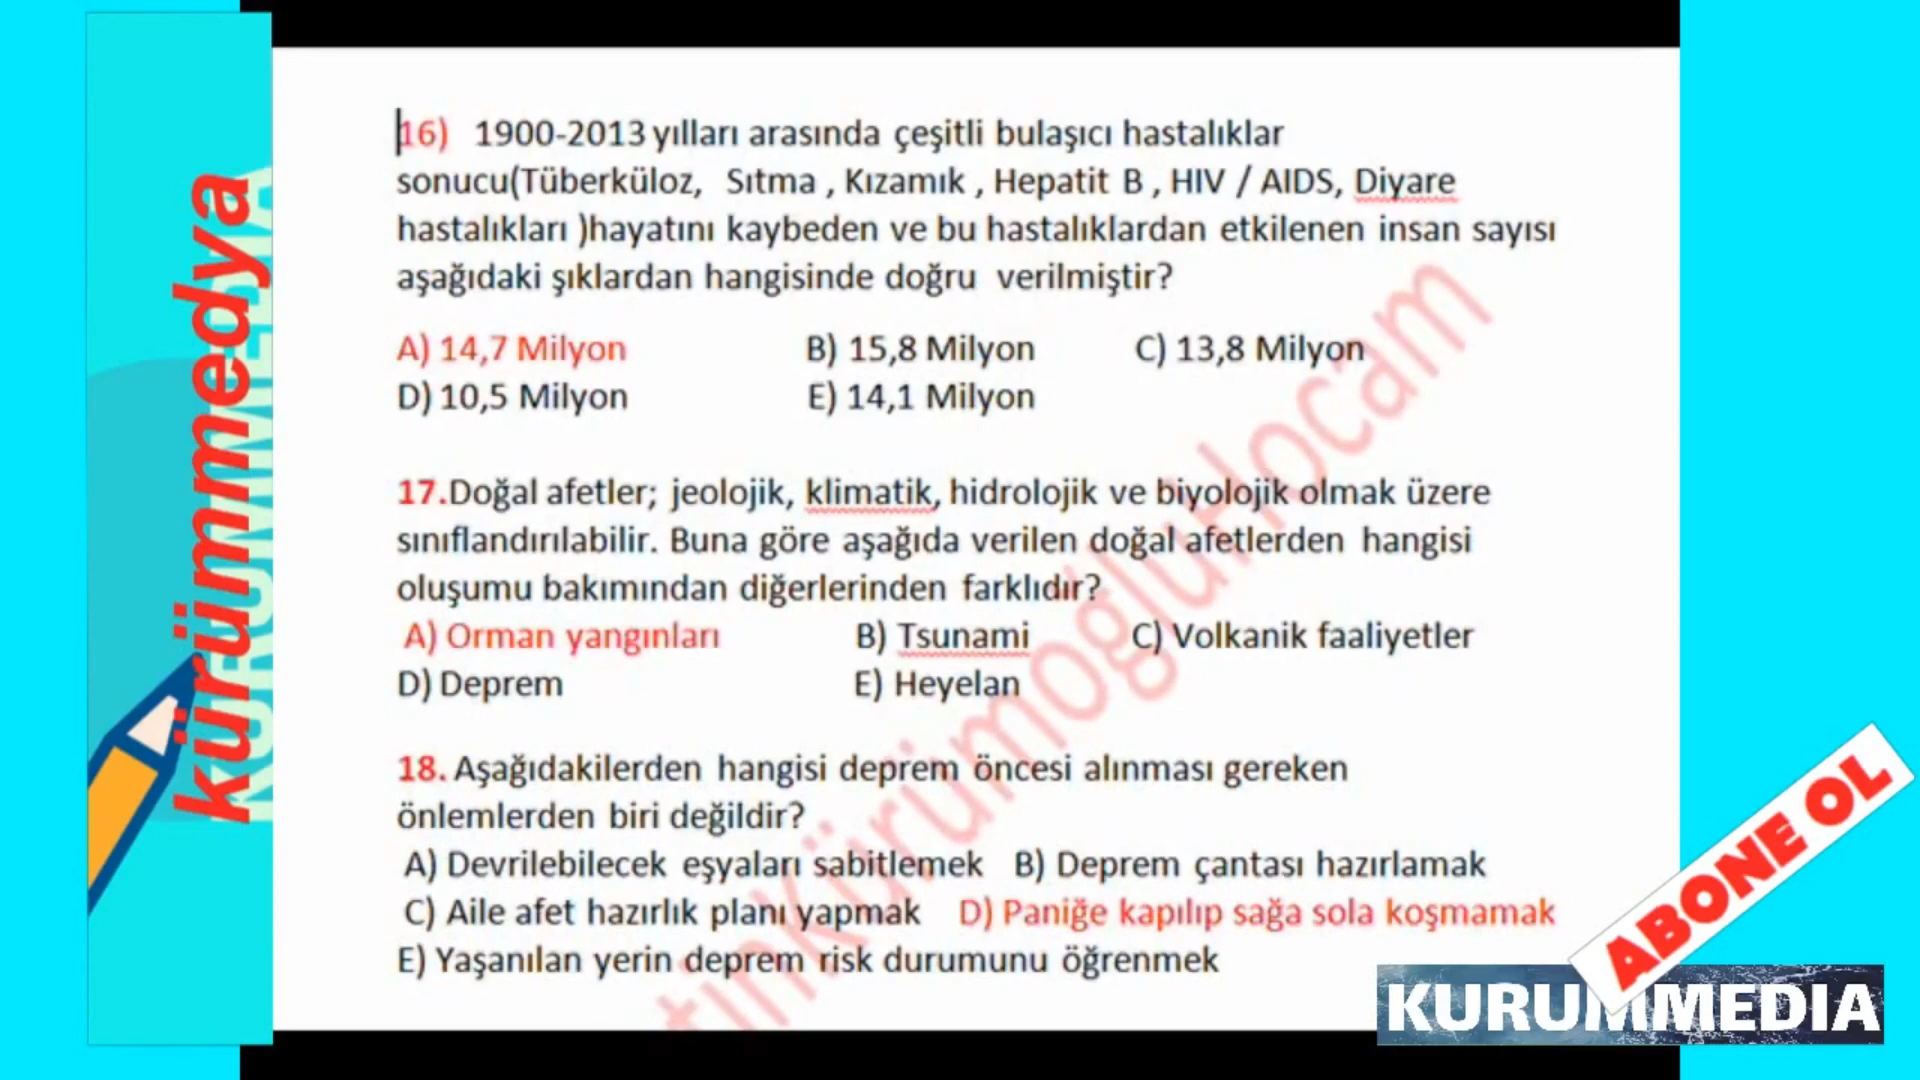 16) 1900-2013 yılları arasında çeşitli bulaşıcı hastalıklar
sonucu(Tüberküloz, Sıtma , Kızamık , Hepatit B , HIV / AIDS, Diyare
hastalıkları )hayatını kaybeden ve bu hastalıklardan etkilenen insan sayısı
aşağıdaki şıklardan hangisinde doğru verilmiştir?
A) 14,7 Milyon B) 15,8 Milyon C) 13,8 Milyon
D) 10,5 Milyon E) 14,1 Milyon
17.Doğal afetler; jeolojik, klimatik, hidrolojik ve biyolojik olmak üzere
sınıflandırılabilir. Buna göre aşağıda verilen doğal afetlerden hangisi
oluşumu bakımından diğerlerinden farklıdır?
A) Orman yangınları B) Tsunami C) Volkanik faaliyetler
D) Deprem E) Heyelan
18. Aşağıdakilerden hangisi deprem öncesi alınması gereken
önlemlerden biri değildir?
A) Devrilebilecek eşyaları sabitlemek B) Deprem çantası hazırlamak
C) Aile afet hazırlık planı yapmak D) Paniğe kapılıp sağa sola koşmamak
E) Yaşanılan yerin deprem risk durumunu öğrenmek
kürümmedya
tinKürümoğluHocam
ABONE OL
KURUMMEDIA